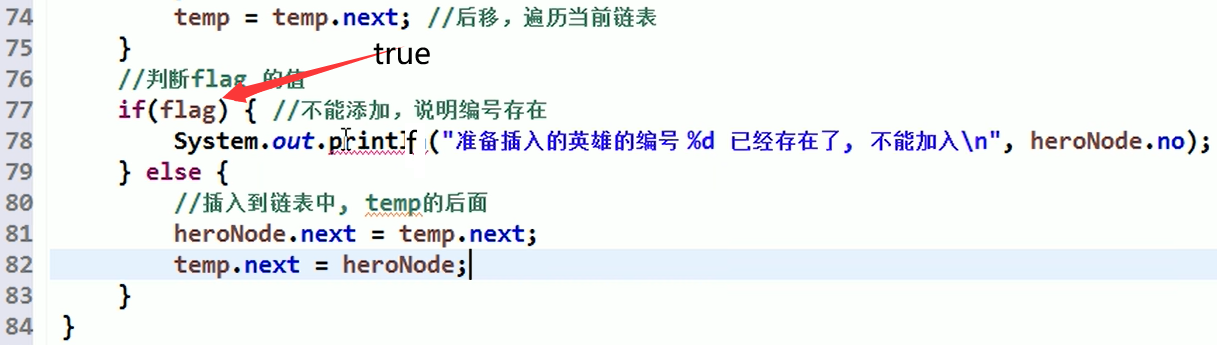 74 temp = temp.next; //后移，遍历当前链表
75 }
true
76 //判断flag 的值
77 if(flag) { //不能添加，说明编号存在
78 System.out.printf("准备插入的英雄的编号 %d 已经存在了, 不能加入\n", heroNode.no);
79 } else {
80 //插入到链表中, temp的后面
81 heroNode.next = temp.next;
82 temp.next = heroNode;
83 }
84 }